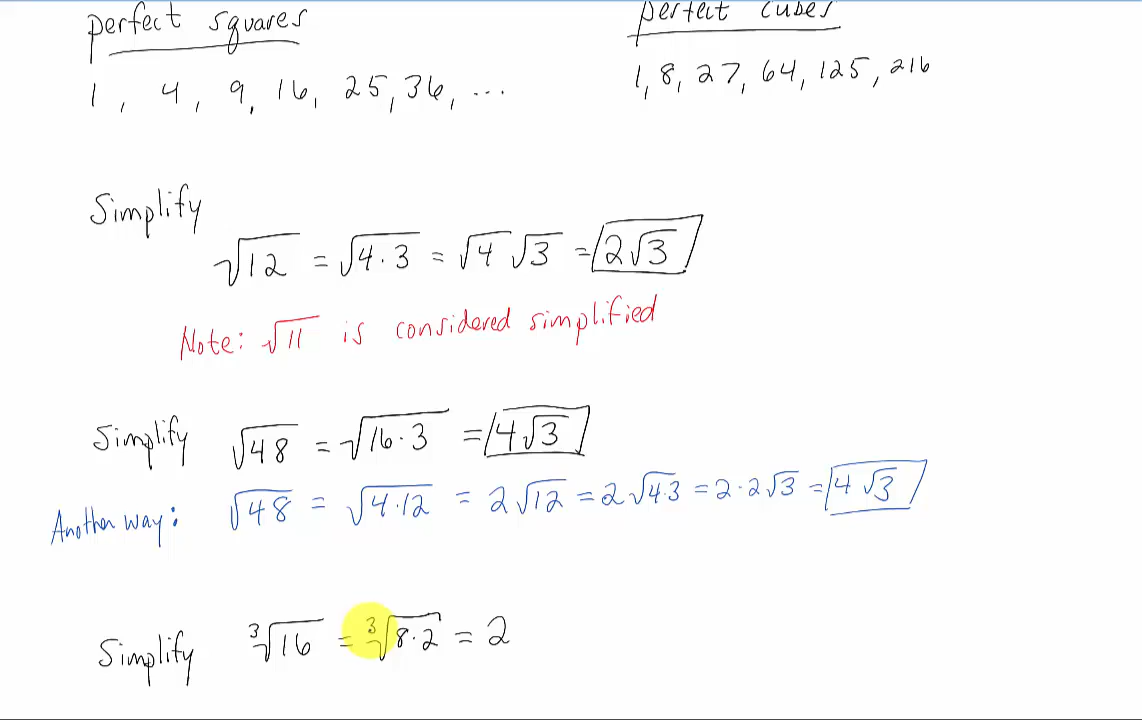 perfect squares
1, 4, 9, 16, 25, 36, ...
perfect cubes
1, 8, 27, 64, 125, 216
Simplify
√12 = √4·3 = √4 √3 = 2√3
Note: √11 is considered simplified
Simplify √48 = √16·3 = 4√3
Another way: √48 = √4·12 = 2√12 = 2√4·3 = 2·2√3 = 4√3
Simplify ³√16 = ³√8·2 = 2